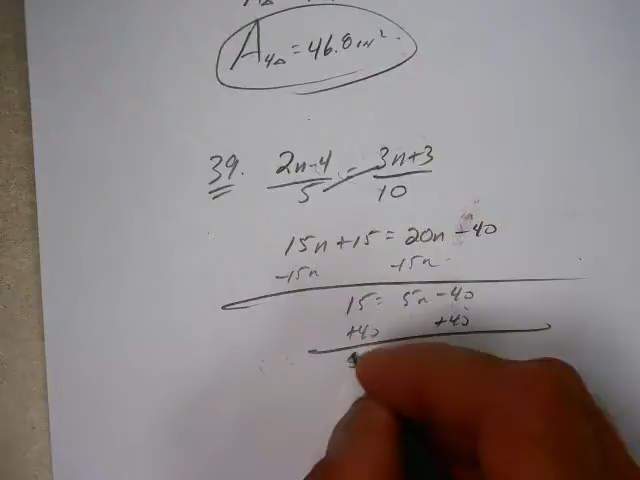 A₄Δ = 46.8 in².
39. (2n-4)/5 = (3n+3)/10
15n + 15 = 20n - 40
-15n -15n
15 = 5n - 40
+40 +40